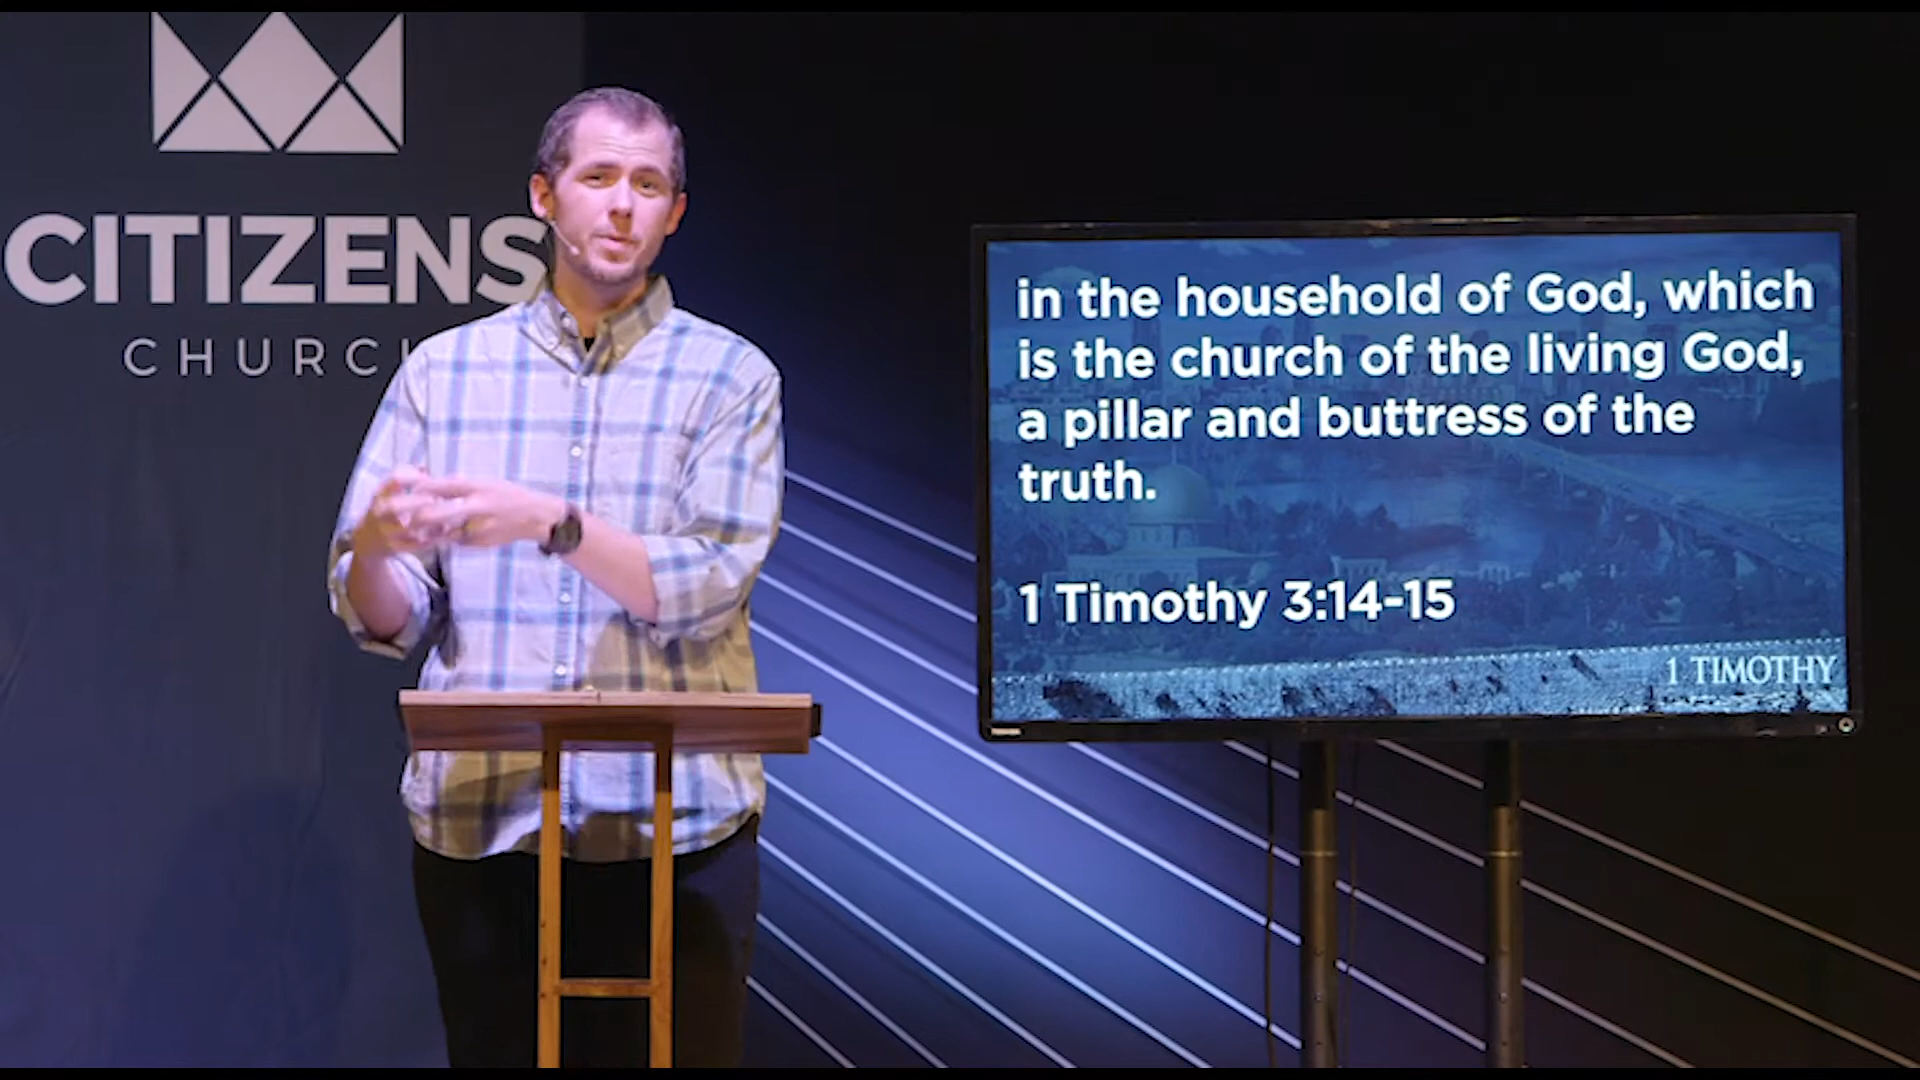 CITIZENS
CHURC
in the household of God, which
is the church of the living God,
a pillar and buttress of the
truth.
1 Timothy 3:14-15
1 TIMOTHY
TOSHIBA